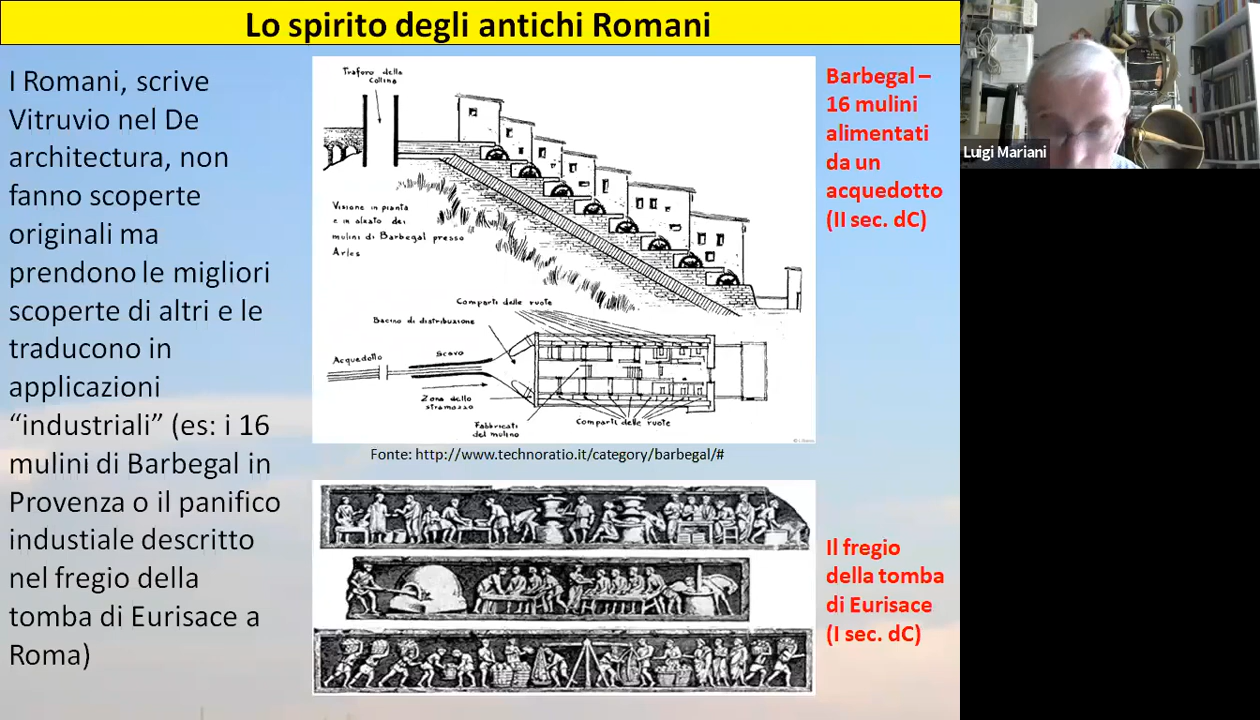 Lo spirito degli antichi Romani
I Romani, scrive
Vitruvio nel De
architectura, non
fanno scoperte
originali ma
prendono le migliori
scoperte di altri e le
traducono in
applicazioni
“industriali” (es: i 16
mulini di Barbegal in
Provenza o il panifico
industiale descritto
nel fregio della
tomba di Eurisace a
Roma)
Traforo della
Collina
Visione in pianta
e in alzato dei
mulini di Barbegal presso
Arles
Comparti delle ruote
Bacino di distribuzione
Acquedotto
Scavo
Zona dello
stramazzo
Fabbricati
del mulino
Comparti delle ruote
Fonte: http://www.technoratio.it/category/barbegal/#
Barbegal –
16 mulini
alimentati
da un
acquedotto
(II sec. dC)
Il fregio
della tomba
di Eurisace
(I sec. dC)
Luigi Mariani